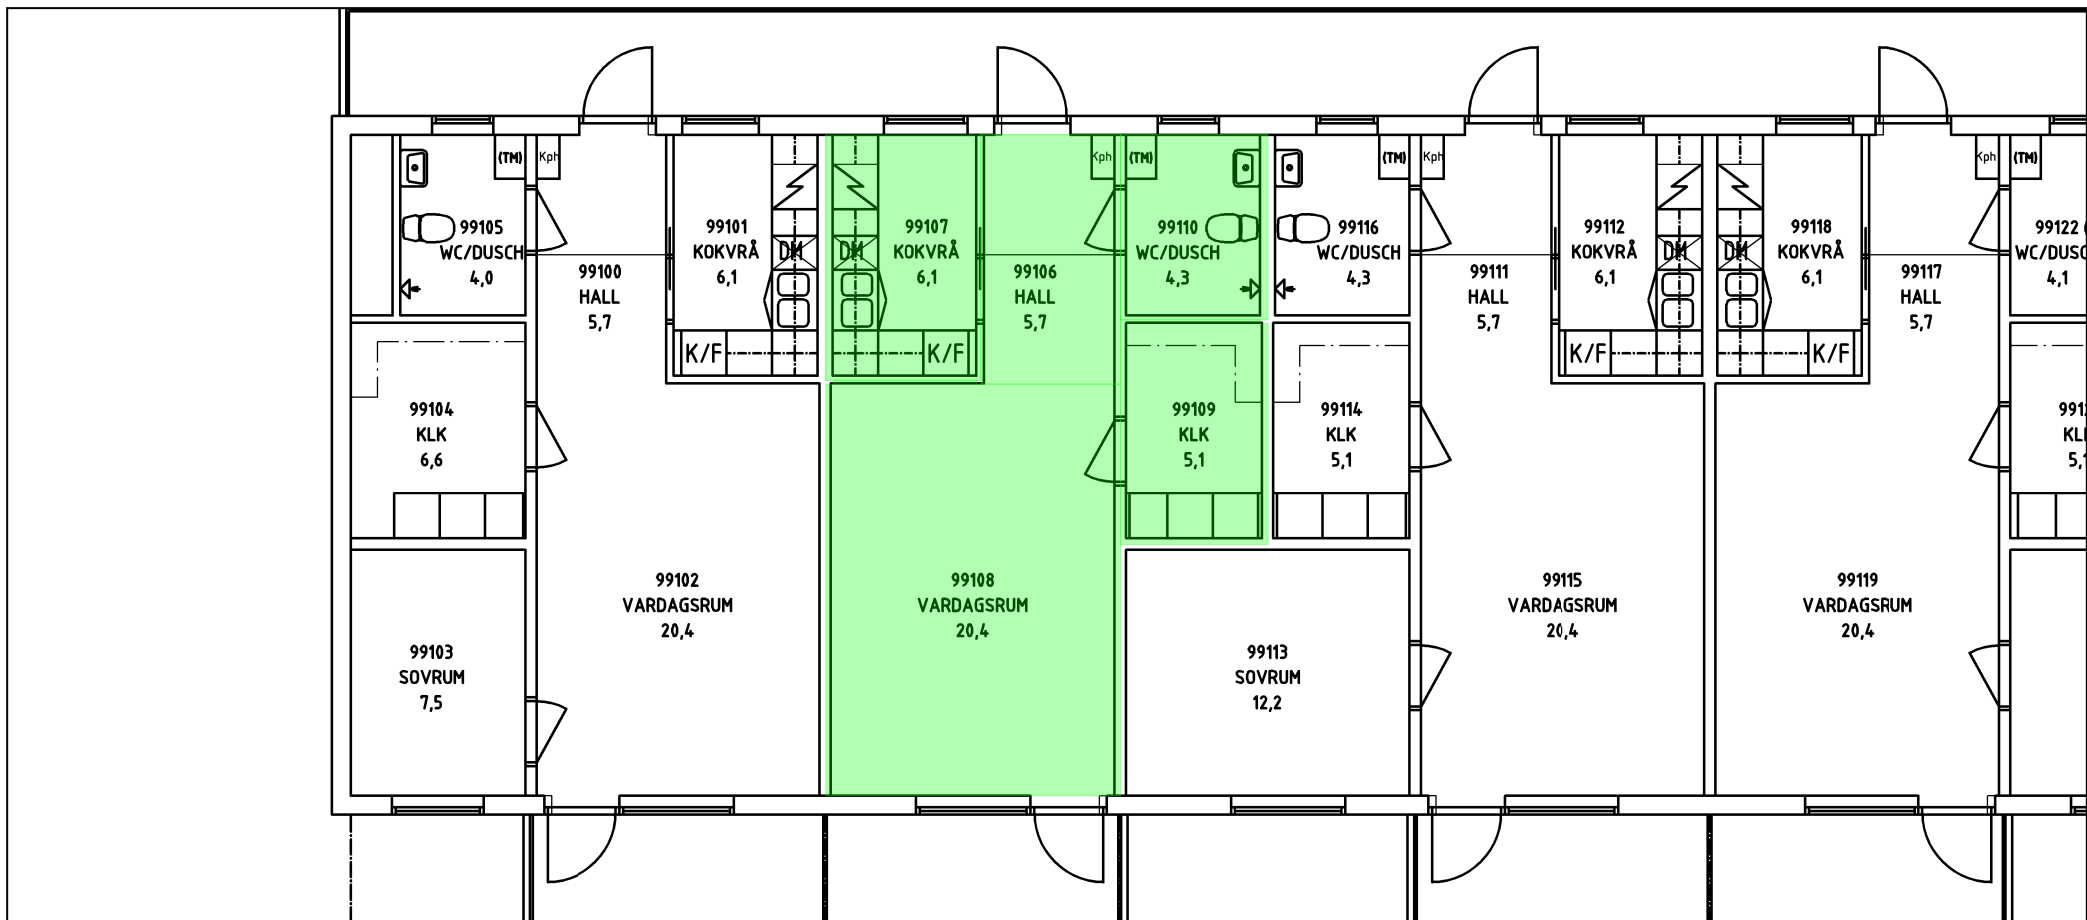 (TM)
Kph
Kph
(TM)
(TM)
Kph
Kph
(TM)
99105
WC/DUSCH
4,0
99100
HALL
5,7
99101
KOKVRÅ
6,1
DM
K/F
DM
99107
KOKVRÅ
6,1
K/F
99106
HALL
5,7
99110
WC/DUSCH
4,3
99116
WC/DUSCH
4,3
99111
HALL
5,7
99112
KOKVRÅ
6,1
DM
K/F
DM
99118
KOKVRÅ
6,1
K/F
99117
HALL
5,7
99122
WC/DUSC
4,1
99104
KLK
6,6
99109
KLK
5,1
99114
KLK
5,1
99103
SOVRUM
7,5
99102
VARDAGSRUM
20,4
99108
VARDAGSRUM
20,4
99113
SOVRUM
12,2
99115
VARDAGSRUM
20,4
99119
VARDAGSRUM
20,4